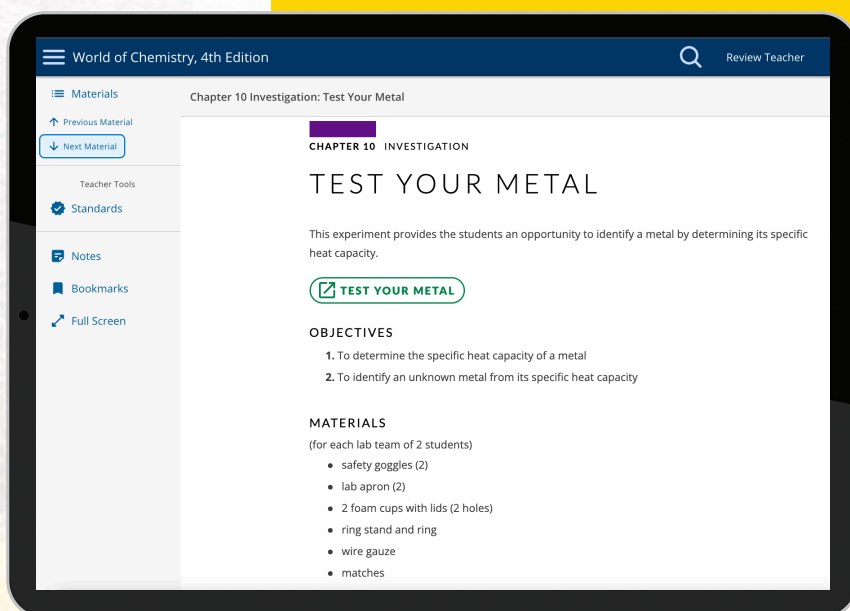 World of Chemistry, 4th Edition
Review Teacher
Materials
Previous Material
Next Material
Teacher Tools
Standards
Notes
Bookmarks
Full Screen
Chapter 10 Investigation: Test Your Metal
CHAPTER 10 INVESTIGATION
TEST YOUR METAL
This experiment provides the students an opportunity to identify a metal by determining its specific
heat capacity.
TEST YOUR METAL
OBJECTIVES
1. To determine the specific heat capacity of a metal
2. To identify an unknown metal from its specific heat capacity
MATERIALS
(for each lab team of 2 students)
• safety goggles (2)
• lab apron (2)
• 2 foam cups with lids (2 holes)
• ring stand and ring
• wire gauze
• matches